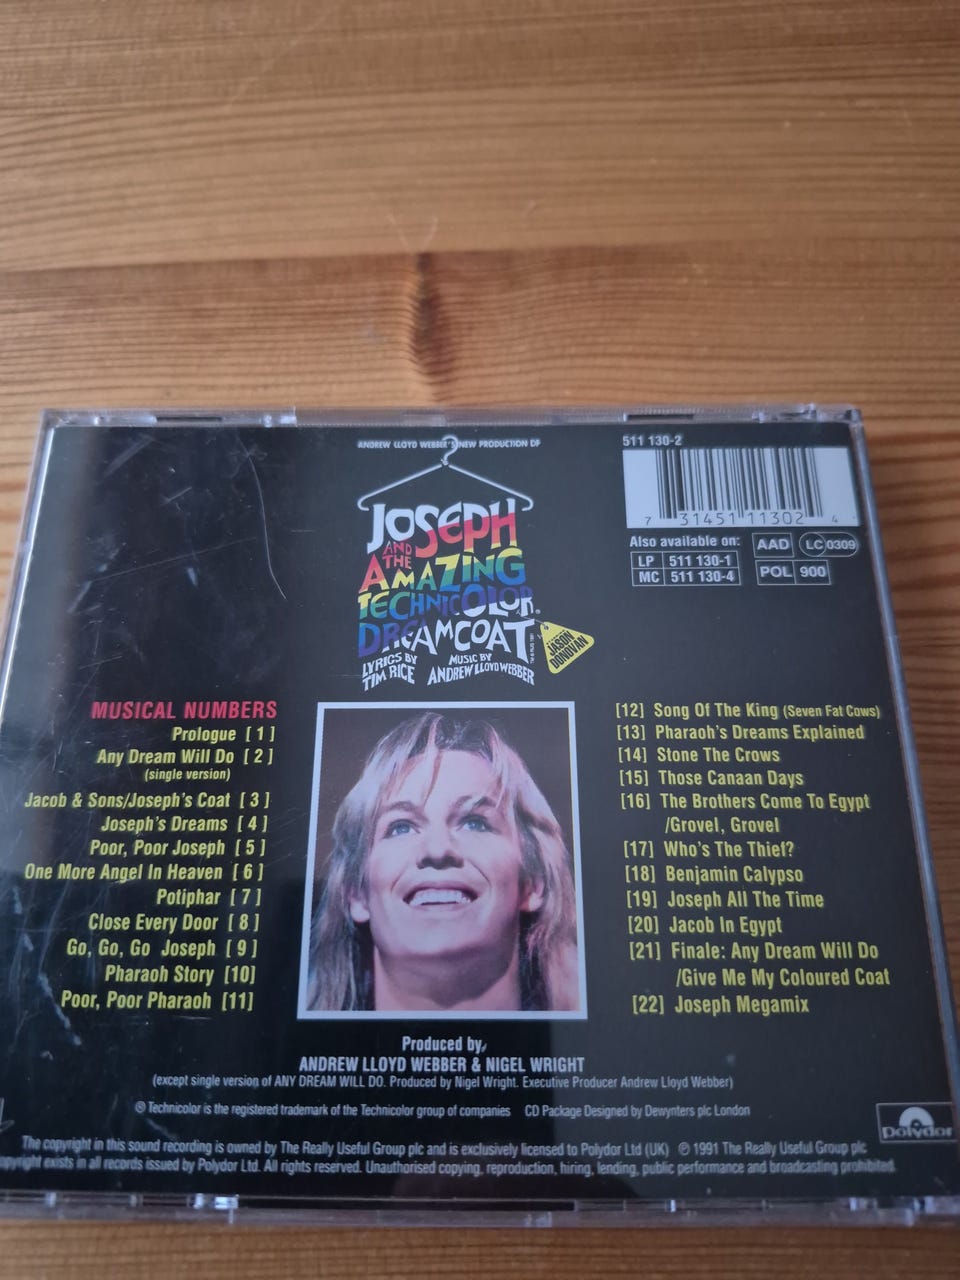 ANDREW LLOYD WEBBER'S NEW PRODUCTION OF
JOSEPH
AND THE
AMAZING
TECHNICOLOR®
DREAMCOAT
LYRICS BY
TIM RICE
MUSIC BY
ANDREW LLOYD WEBBER
JASON
DONOVAN
511 130-2
7 31451 11302 4
Also available on:
LP 511 130-1
MC 511 130-4
AAD
LC 0309
POL 900
MUSICAL NUMBERS
Prologue [ 1 ]
Any Dream Will Do [ 2 ]
(single version)
Jacob & Sons/Joseph's Coat [ 3 ]
Joseph's Dreams [ 4 ]
Poor, Poor Joseph [ 5 ]
One More Angel In Heaven [ 6 ]
Potiphar [ 7 ]
Close Every Door [ 8 ]
Go, Go, Go Joseph [ 9 ]
Pharaoh Story [10]
Poor, Poor Pharaoh [11]
[12] Song Of The King (Seven Fat Cows)
[13] Pharaoh's Dreams Explained
[14] Stone The Crows
[15] Those Canaan Days
[16] The Brothers Come To Egypt
/Grovel, Grovel
[17] Who's The Thief?
[18] Benjamin Calypso
[19] Joseph All The Time
[20] Jacob In Egypt
[21] Finale: Any Dream Will Do
/Give Me My Coloured Coat
[22] Joseph Megamix
Produced by
ANDREW LLOYD WEBBER & NIGEL WRIGHT
(except single version of ANY DREAM WILL DO. Produced by Nigel Wright. Executive Producer Andrew Lloyd Webber)
® Technicolor is the registered trademark of the Technicolor group of companies CD Package Designed by Dewynters plc London
polydor
The copyright in this sound recording is owned by The Really Useful Group plc and is exclusively licensed to Polydor Ltd (UK) ℗ 1991 The Really Useful Group plc
exists in all records issued by Polydor Ltd. All rights reserved. Unauthorised copying, reproduction, hiring, lending, public performance and broadcasting prohibited.